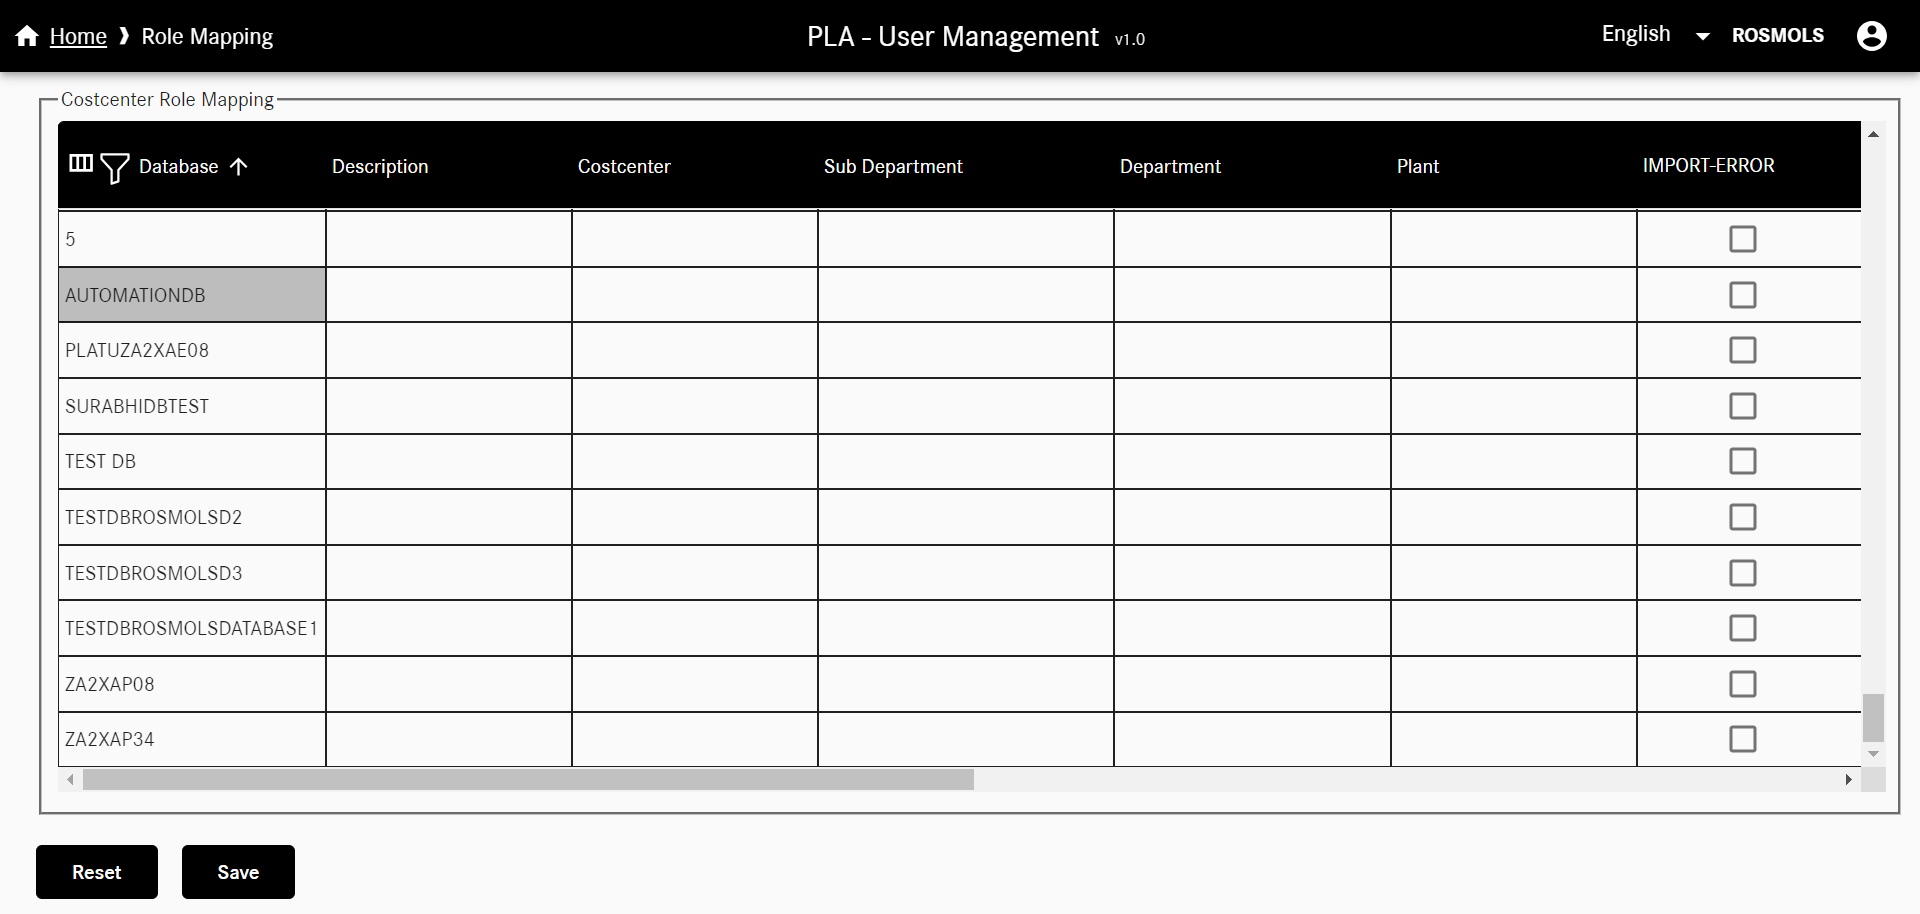 Home ❱ Role Mapping
PLA - User Management v1.0
English
ROSMOLS
Costcenter Role Mapping
Database Description Costcenter Sub Department Department Plant IMPORT-ERROR
5
AUTOMATIONDB
PLATUZA2XAE08
SURABHIDBTEST
TEST DB
TESTDBROSMOLSD2
TESTDBROSMOLSD3
TESTDBROSMOLSDATABASE1
ZA2XAP08
ZA2XAP34
Reset Save